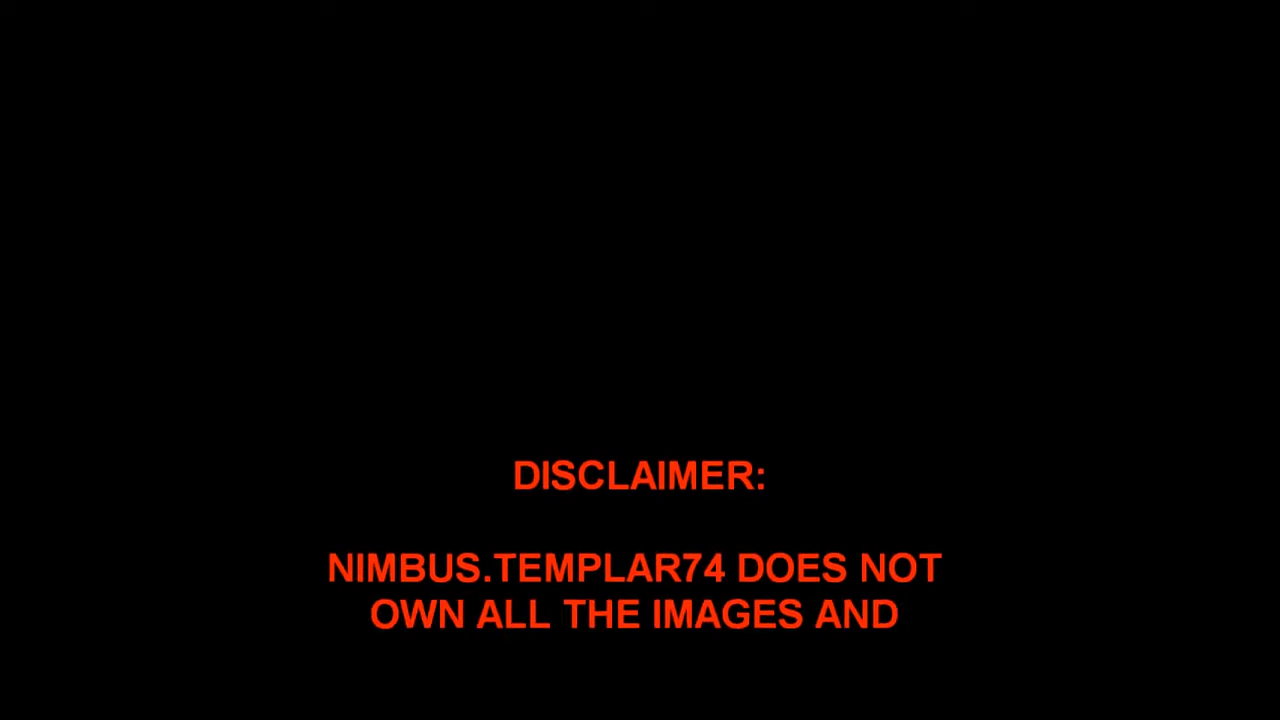 DISCLAIMER:
NIMBUS.TEMPLAR74 DOES NOT
OWN ALL THE IMAGES AND